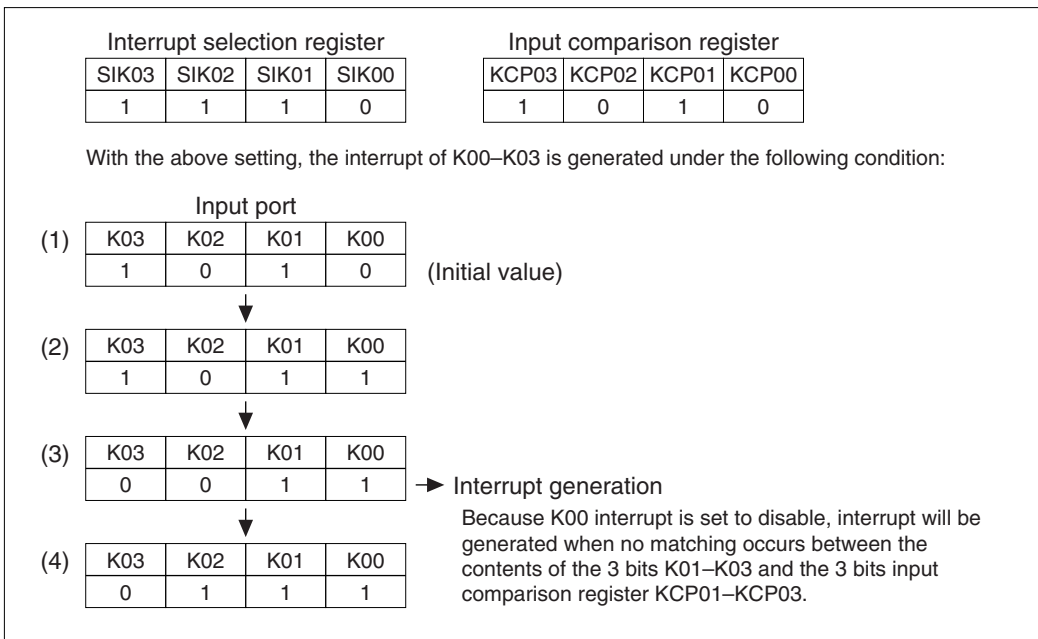 Interrupt selection register
SIK03 SIK02 SIK01 SIK00
1 1 1 0
Input comparison register
KCP03 KCP02 KCP01 KCP00
1 0 1 0
With the above setting, the interrupt of K00–K03 is generated under the following condition:
Input port
(1) K03 K02 K01 K00
1 0 1 0 (Initial value)
(2) K03 K02 K01 K00
1 0 1 1
(3) K03 K02 K01 K00
0 0 1 1 Interrupt generation
Because K00 interrupt is set to disable, interrupt will be
generated when no matching occurs between the
contents of the 3 bits K01–K03 and the 3 bits input
comparison register KCP01–KCP03.
(4) K03 K02 K01 K00
0 1 1 1